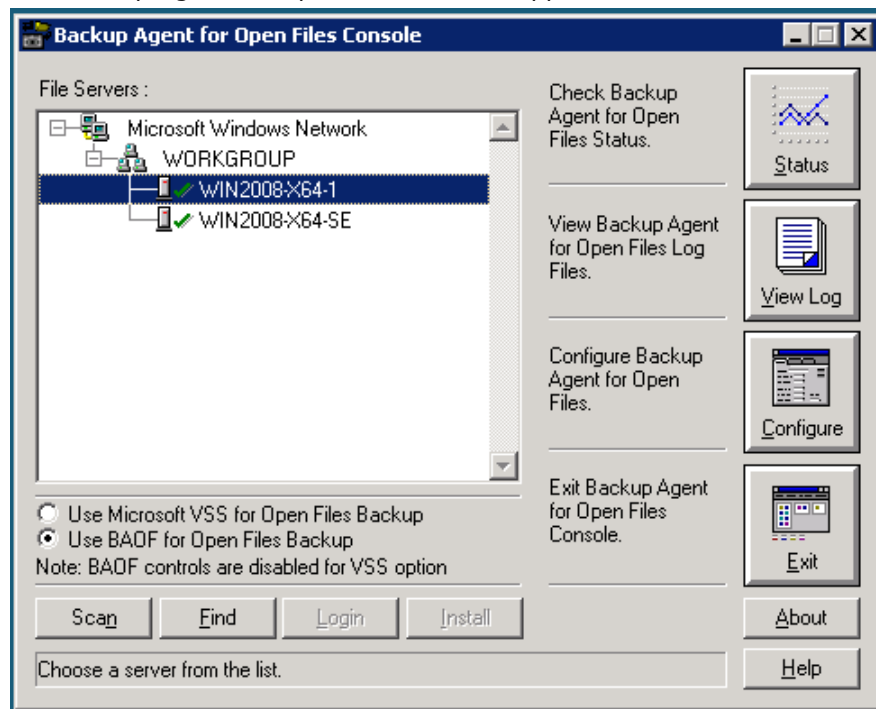 Backup Agent for Open Files Console
File Servers :
Microsoft Windows Network
WORKGROUP
WIN2008-X64-1
WIN2008-X64-SE
Use Microsoft VSS for Open Files Backup
Use BAOF for Open Files Backup
Note: BAOF controls are disabled for VSS option
Scan
Find
Login
Install
Choose a server from the list.
Check Backup
Agent for Open
Files Status.
Status
View Backup Agent
for Open Files Log
Files.
View Log
Configure Backup
Agent for Open
Files.
Configure
Exit Backup Agent
for Open Files
Console.
Exit
About
Help